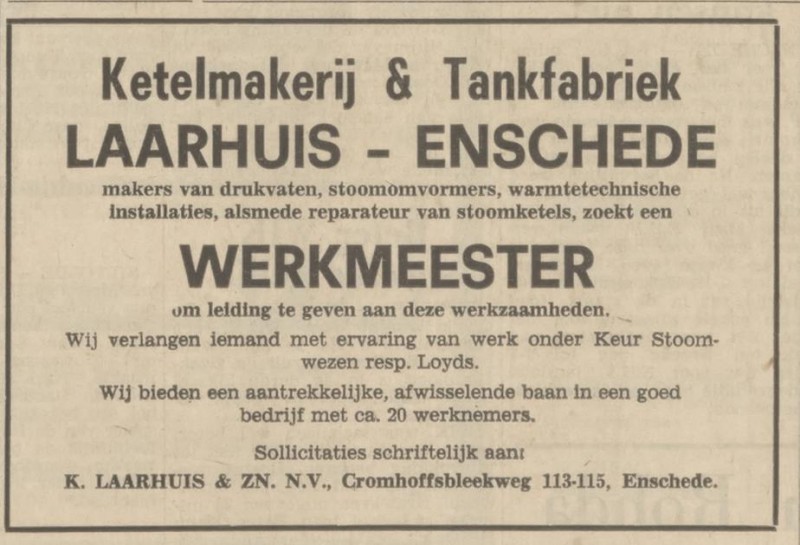 Ketelmakerij & Tankfabriek
LAARHUIS - ENSCHEDE
makers van drukvaten, stoomomvormers, warmtetechnische
installaties, alsmede reparateur van stoomketels, zoekt een
WERKMEESTER
om leiding te geven aan deze werkzaamheden.
Wij verlangen iemand met ervaring van werk onder Keur Stoom-
wezen resp. Loyds.
Wij bieden een aantrekkelijke, afwisselende baan in een goed
bedrijf met ca. 20 werknemers.
Sollicitaties schriftelijk aan:
K. LAARHUIS & ZN. N.V., Cromhoffsbleekweg 113-115, Enschede.